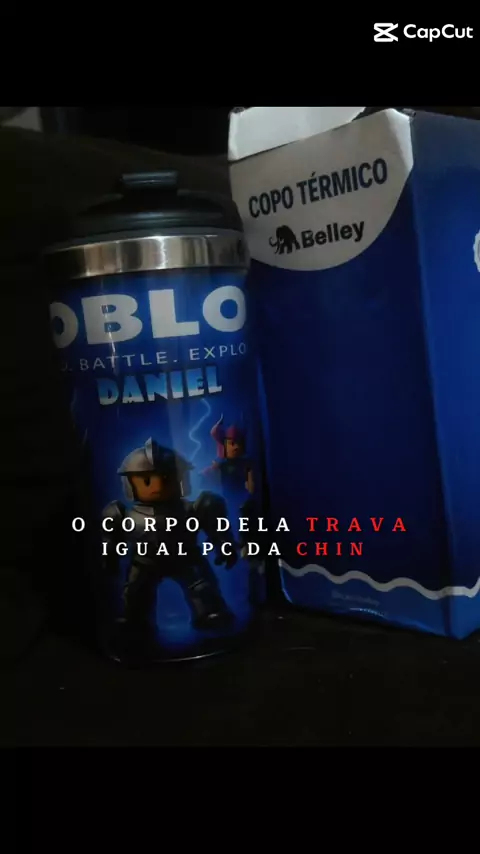 CapCut
COPO TÉRMICO
Belley
OBLO
BATTLE. EXPLO
DANIEL
O CORPO DELA TRAVA
IGUAL PC DA CHIN